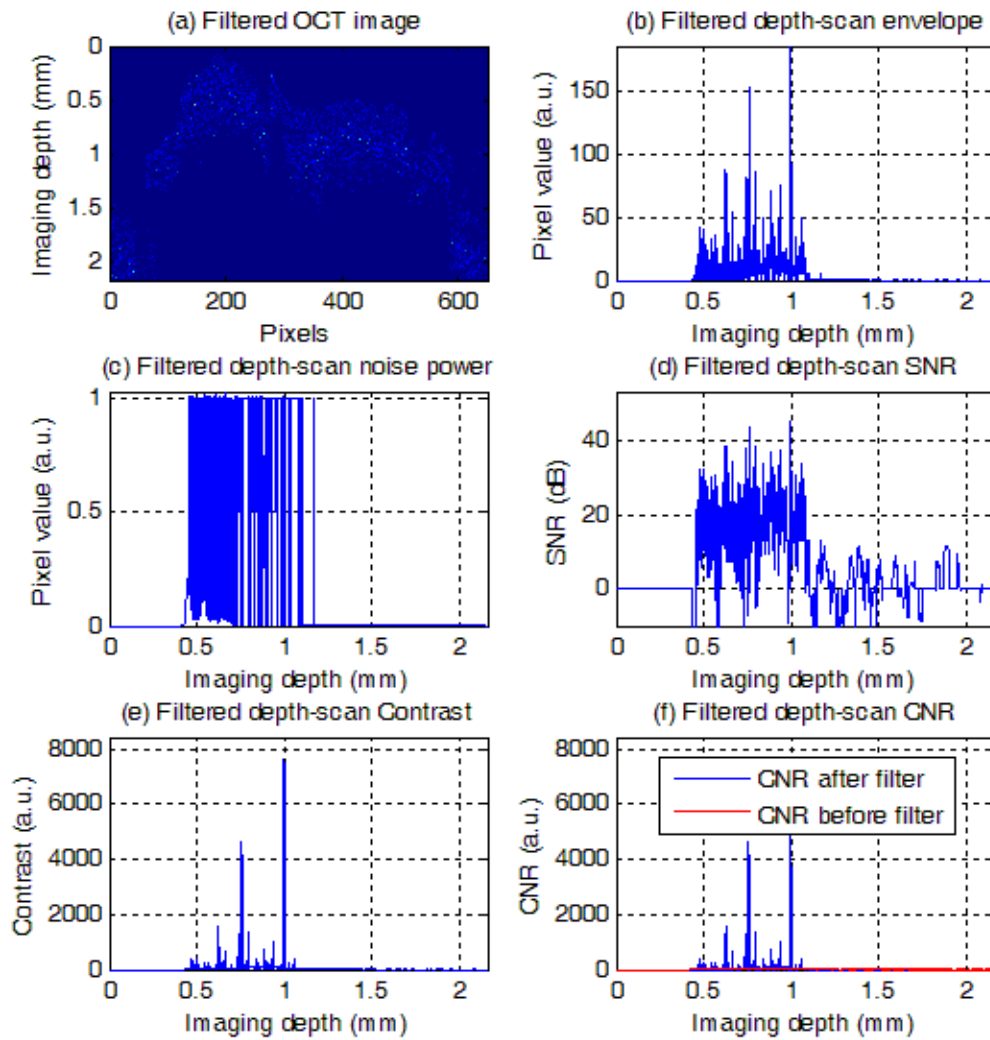 (a) Filtered OCT image
Imaging depth (mm)
0
0.5
1
1.5
2
0 200 400 600
Pixels
(b) Filtered depth-scan envelope
Pixel value (a.u.)
150
100
50
0
0 0.5 1 1.5 2
Imaging depth (mm)
(c) Filtered depth-scan noise power
Pixel value (a.u.)
1
0.5
0
0 0.5 1 1.5 2
Imaging depth (mm)
(d) Filtered depth-scan SNR
SNR (dB)
40
20
0
0 0.5 1 1.5 2
Imaging depth (mm)
(e) Filtered depth-scan Contrast
Contrast (a.u.)
8000
6000
4000
2000
0
0 0.5 1 1.5 2
Imaging depth (mm)
(f) Filtered depth-scan CNR
CNR (a.u.)
8000
6000
4000
2000
0
CNR after filter
CNR before filter
0 0.5 1 1.5 2
Imaging depth (mm)